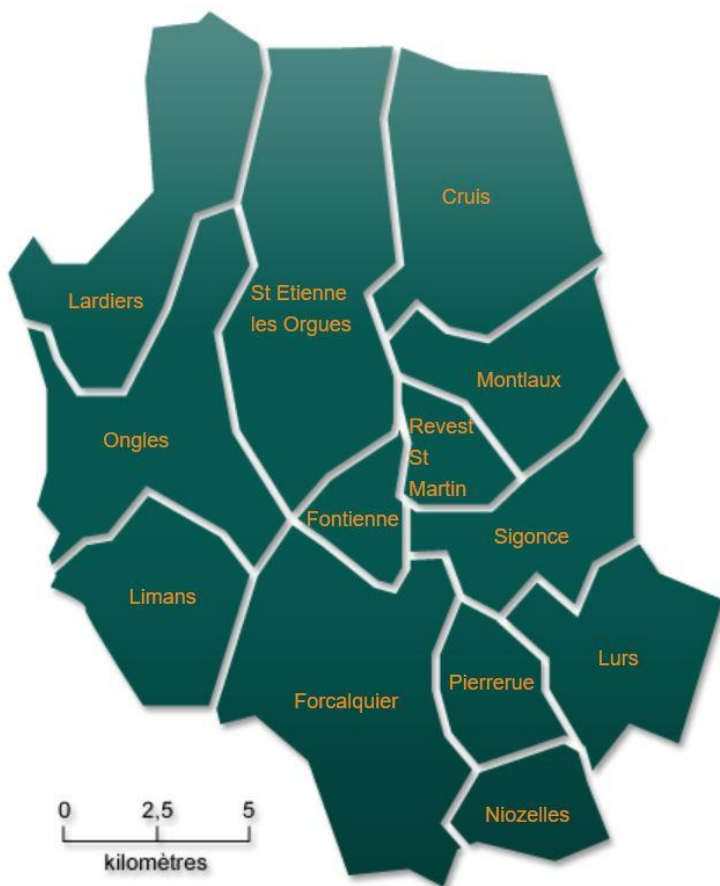 Cruis
St Etienne
les Orgues
Lardiers
Montlaux
Revest
St
Martin
Ongles
Fontienne
Sigonce
Limans
Lurs
Pierrerue
Forcalquier
Niozelles
0 2,5 5
kilomètres